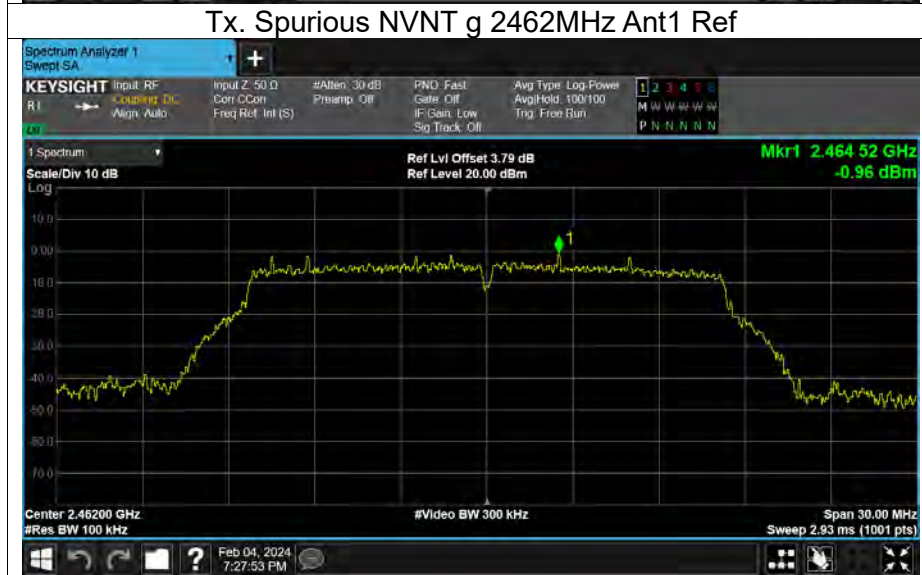 Tx. Spurious NVNT g 2462MHz Ant1 Ref
Spectrum Analyzer 1
Swept SA
+
KEYSIGHT Input: RF
Coupling: DC
Align: Auto
Input Z: 50 Ω
Corr CCorr
Freq Ref: Int (S)
#Atten: 30 dB
Preamp: Off
PNO: Fast
Gate: Off
IF Gain: Low
Sig Track: Off
Avg Type: Log-Power
Avg|Hold: 100/100
Trig: Free Run
1 2 3 4 5 6
M W W W W W
P N N N N N
1 Spectrum
Scale/Div 10 dB
Log
Ref Lvl Offset 3.79 dB
Ref Level 20.00 dBm
Mkr1 2.464 52 GHz
-0.96 dBm
10.0
0.00
-10.0
-20.0
-30.0
-40.0
-50.0
-60.0
-70.0
1
Center 2.46200 GHz
#Res BW 100 kHz
#Video BW 300 kHz
Span 30.00 MHz
Sweep 2.93 ms (1001 pts)
?
Feb 04, 2024
7:27:53 PM